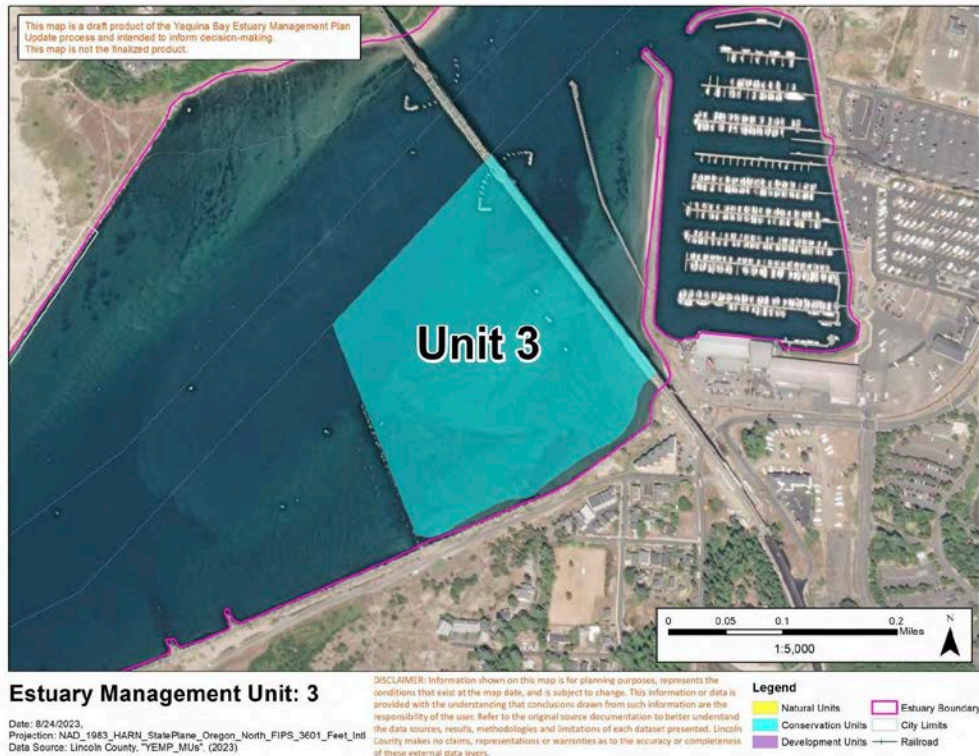 This map is a draft product of the Yaquina Bay Estuary Management Plan
Update process and intended to inform decision-making.
This map is not the finalized product.
Unit 3
0 0.05 0.1 0.2
Miles
N
1:5,000
Estuary Management Unit: 3
Date: 8/24/2023,
Projection: NAD_1983_HARN_StatePlane_Oregon_North_FIPS_3601_Feet_Intl
Data Source: Lincoln County, "YEMP_MUs". (2023)
DISCLAIMER: Information shown on this map is for planning purposes, represents the
conditions that exist at the map date, and is subject to change. This information or data is
provided with the understanding that conclusions drawn from such information are the
responsibility of the user. Refer to the original source documentation to better understand
the data sources, results, methodologies and limitations of each dataset presented. Lincoln
County makes no claims, representations or warranties as to the accuracy or completeness
of these external data layers.
Legend
Natural Units
Conservation Units
Development Units
Estuary Boundary
City Limits
Railroad